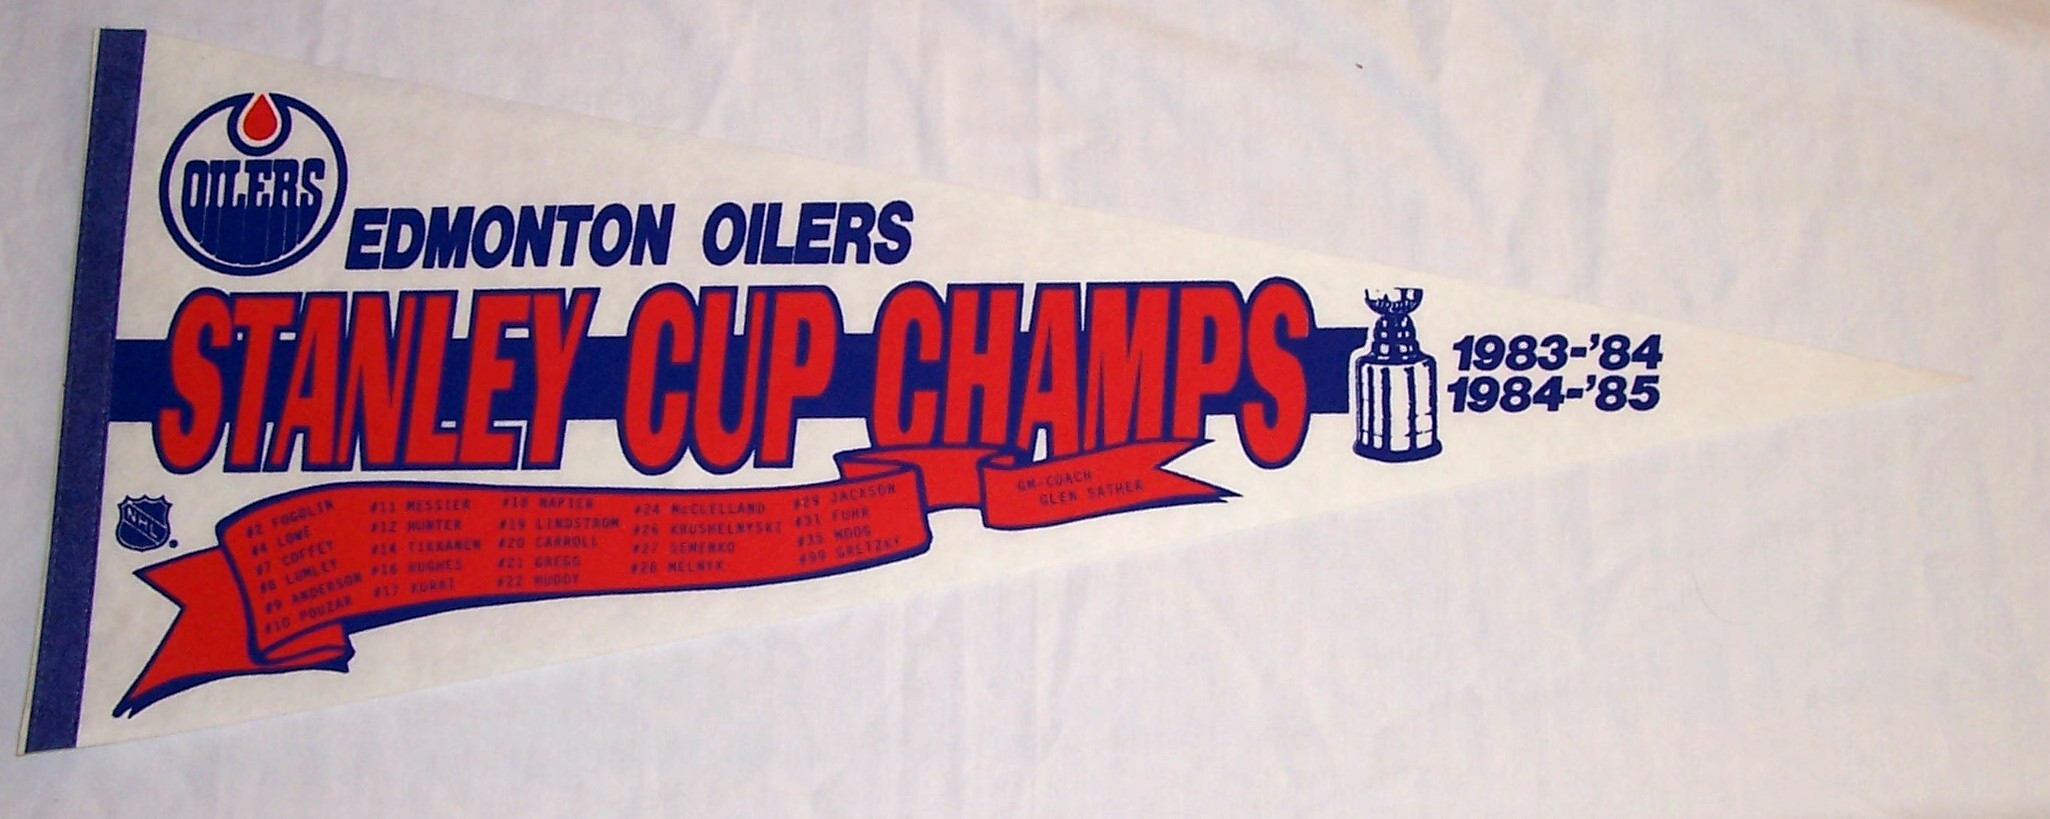 OILERS
EDMONTON OILERS
STANLEY CUP CHAMPS
1983-'84
1984-'85
NHL
#2 FOGOLIN
#4 LOWE
#7 COFFEY
#8 LUMLEY
#9 ANDERSON
#10 POUZAR
#11 MESSIER
#12 HUNTER
#14 TIKKANEN
#16 HUGHES
#17 KURRI
#18 NAPIER
#19 LINDSTROM
#20 CARROLL
#21 GREGG
#22 HUDDY
#24 McCLELLAND
#26 KRUSHELNYSKI
#27 SEMENKO
#28 MELNYK
#29 JACKSON
#31 FUHR
#35 MOOG
#99 GRETZKY
GM-COACH
GLEN SATHER